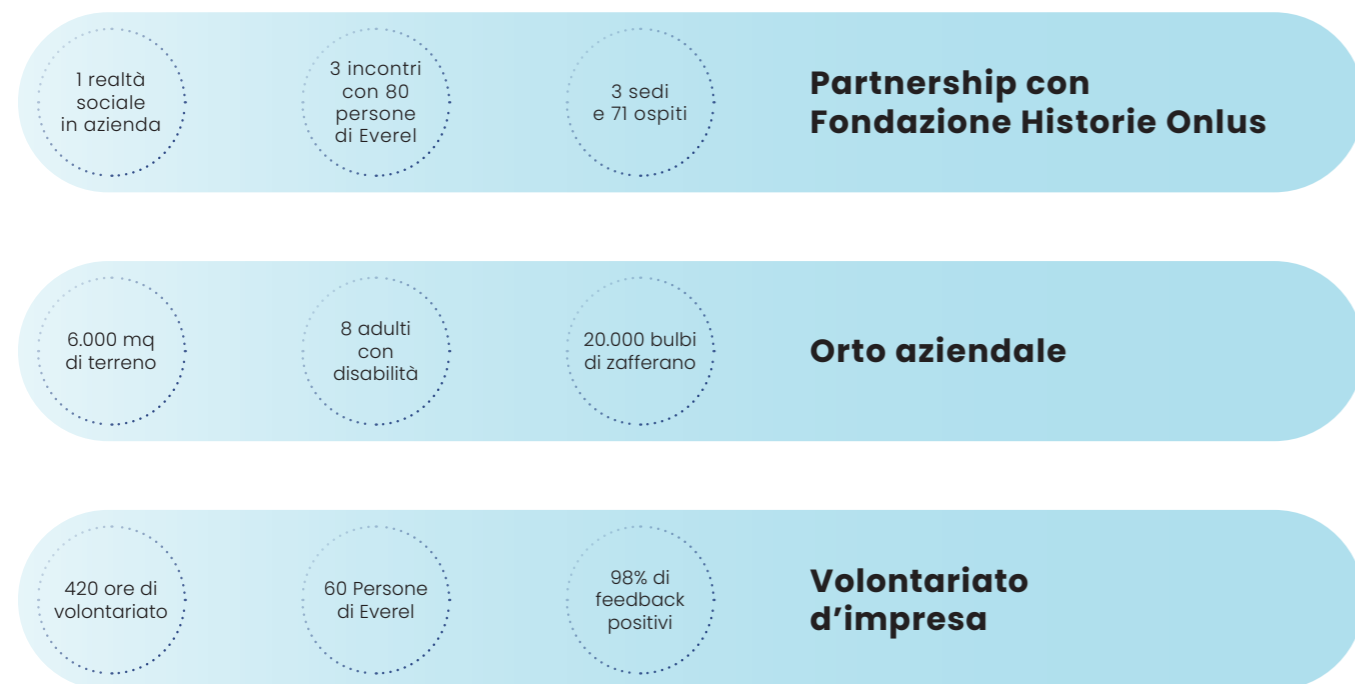 1 realtà
sociale
in azienda
3 incontri
con 80
persone
di Everel
3 sedi
e 71 ospiti
Partnership con
Fondazione Historie Onlus
6.000 mq
di terreno
8 adulti
con
disabilità
20.000 bulbi
di zafferano
Orto aziendale
420 ore di
volontariato
60 Persone
di Everel
98% di
feedback
positivi
Volontariato
d’impresa